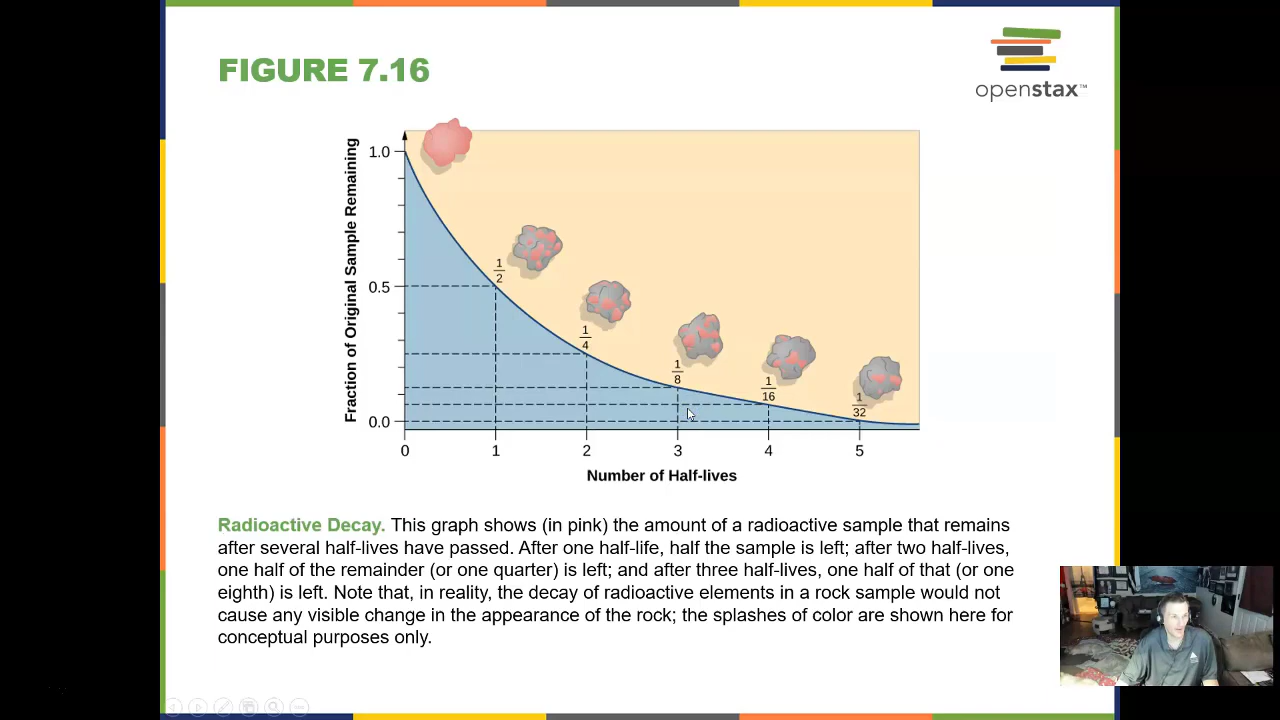 FIGURE 7.16
openstax™
Fraction of Original Sample Remaining
1.0
0.5
0.0
1
2
1
4
1
8
1
16
1
32
0 1 2 3 4 5
Number of Half-lives
Radioactive Decay. This graph shows (in pink) the amount of a radioactive sample that remains
after several half-lives have passed. After one half-life, half the sample is left; after two half-lives,
one half of the remainder (or one quarter) is left; and after three half-lives, one half of that (or one
eighth) is left. Note that, in reality, the decay of radioactive elements in a rock sample would not
cause any visible change in the appearance of the rock; the splashes of color are shown here for
conceptual purposes only.